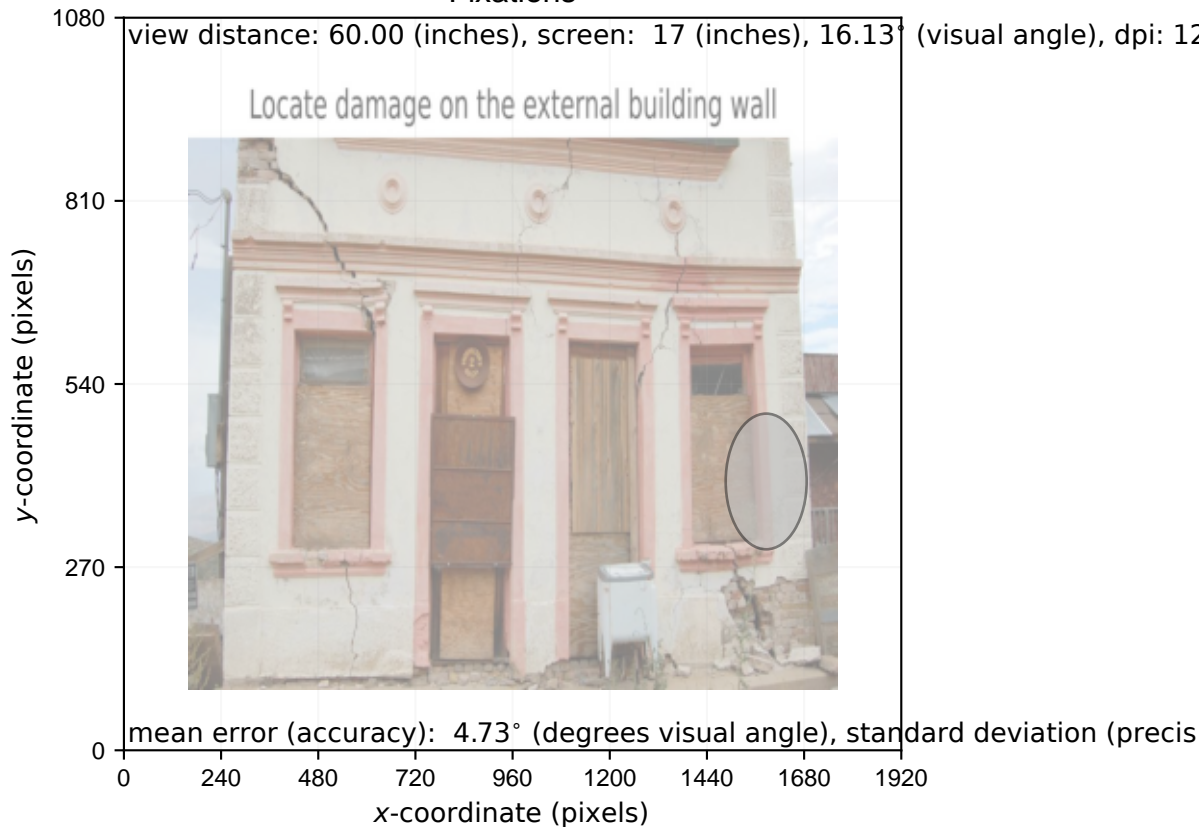 1080
view distance: 60.00 (inches), screen:  17 (inches), 16.13° (visual angle), dpi: 12
Locate damage on the external building wall
810
540
270
0
y-coordinate (pixels)
mean error (accuracy):  4.73° (degrees visual angle), standard deviation (precis
0 240 480 720 960 1200 1440 1680 1920
x-coordinate (pixels)